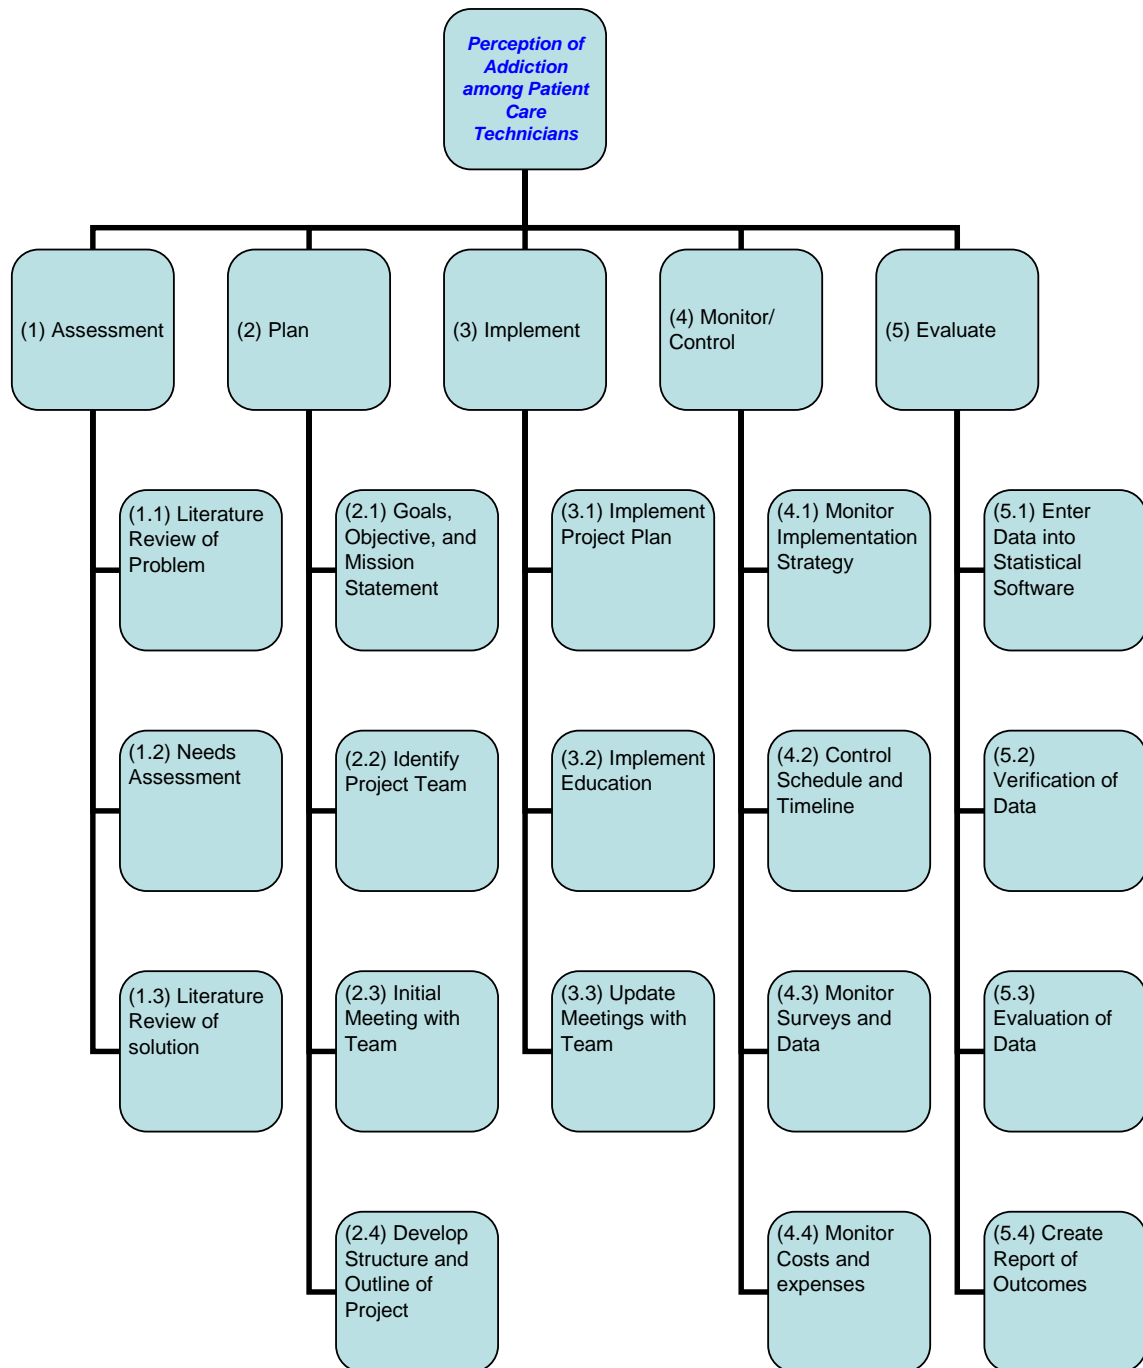 Perception of
Addiction
among Patient
Care
Technicians
(1) Assessment
(2) Plan
(3) Implement
(4) Monitor/
Control
(5) Evaluate
(1.1) Literature
Review of
Problem
(2.1) Goals,
Objective, and
Mission
Statement
(3.1) Implement
Project Plan
(4.1) Monitor
Implementation
Strategy
(5.1) Enter
Data into
Statistical
Software
(1.2) Needs
Assessment
(2.2) Identify
Project Team
(3.2) Implement
Education
(4.2) Control
Schedule and
Timeline
(5.2)
Verification of
Data
(1.3) Literature
Review of
solution
(2.3) Initial
Meeting with
Team
(3.3) Update
Meetings with
Team
(4.3) Monitor
Surveys and
Data
(5.3)
Evaluation of
Data
(2.4) Develop
Structure and
Outline of
Project
(4.4) Monitor
Costs and
expenses
(5.4) Create
Report of
Outcomes